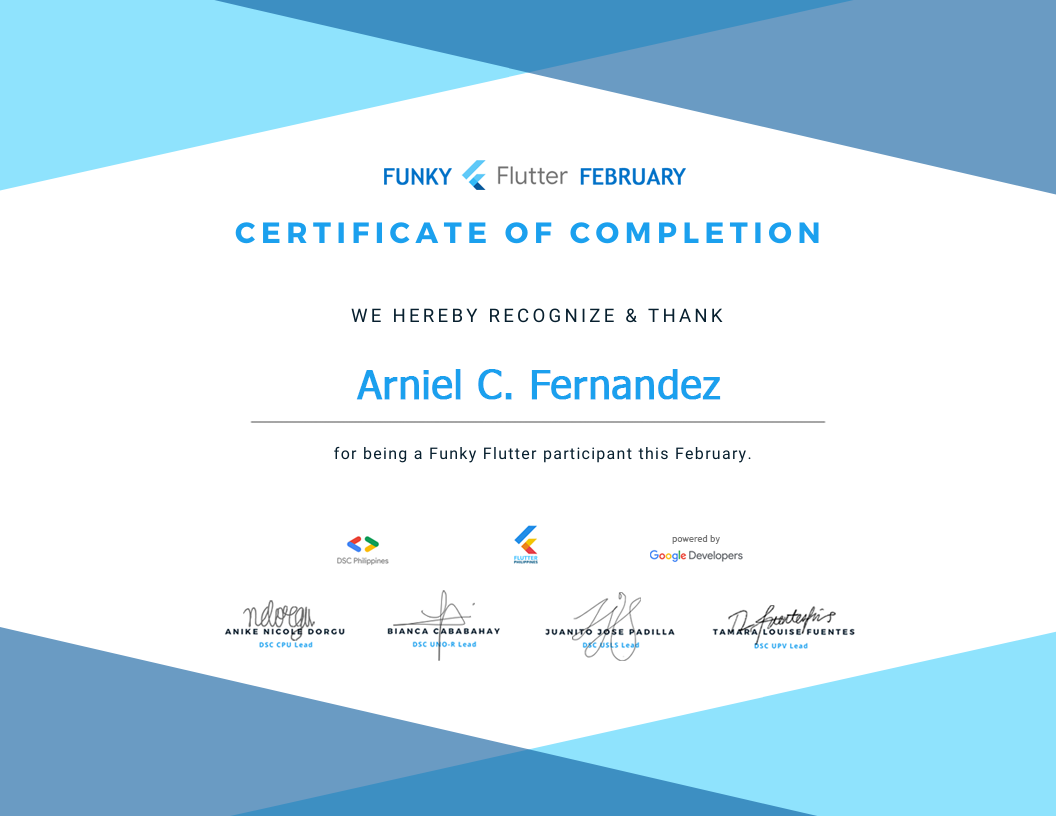 FUNKY Flutter FEBRUARY
CERTIFICATE OF COMPLETION
WE HEREBY RECOGNIZE & THANK
Arniel C. Fernandez
for being a Funky Flutter participant this February.
DSC Philippines
FLUTTER
PHILIPPINES
powered by
Google Developers
ANIKE NICOLE DORGU
DSC CPU Lead
BIANCA CABABAHAY
DSC UNO-R Lead
JUANITO JOSE PADILLA
DSC USLS Lead
TAMARA LOUISE FUENTES
DSC UPV Lead